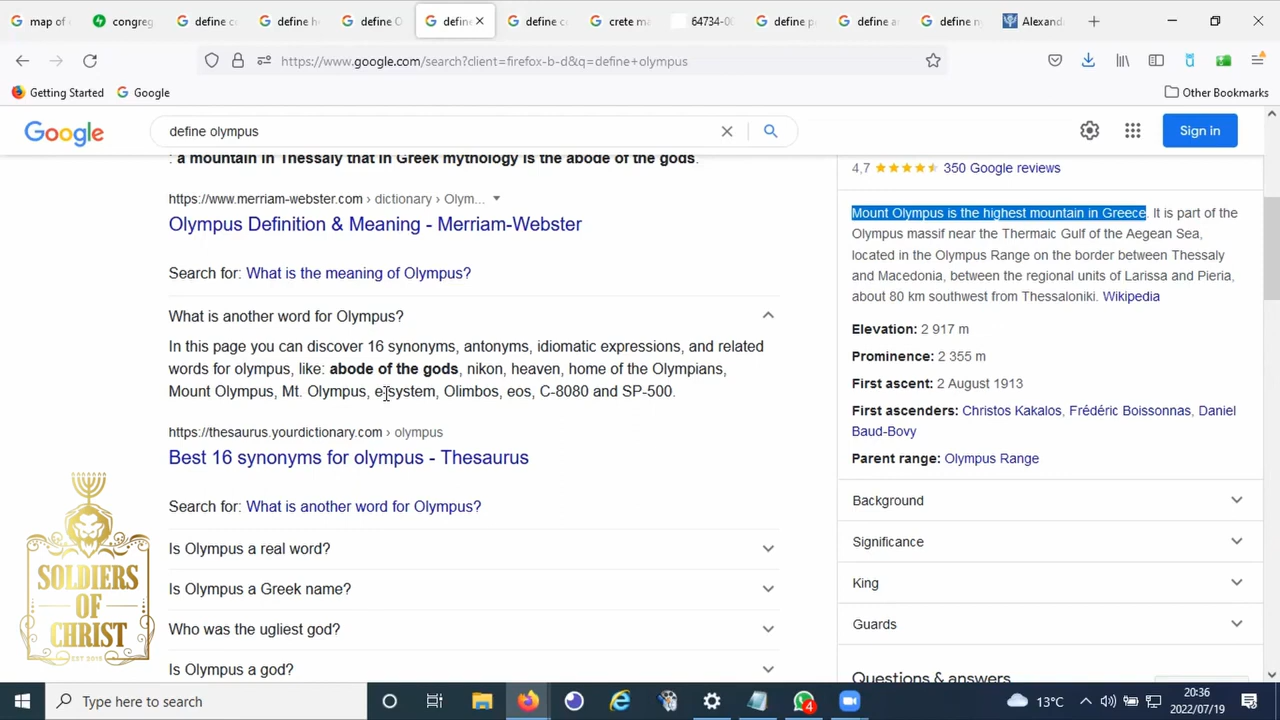 map of
congreg
define c
define h
define O
define
define c
crete ma
64734-0
define p
define a
define n
Alexand
https://www.google.com/search?client=firefox-b-d&q=define+olympus
Getting Started
Google
Other Bookmarks
Google
define olympus
Sign in
: a mountain in Thessaly that in Greek mythology is the abode of the gods.
https://www.merriam-webster.com › dictionary › Olym...
Olympus Definition & Meaning - Merriam-Webster
Search for: What is the meaning of Olympus?
What is another word for Olympus?
In this page you can discover 16 synonyms, antonyms, idiomatic expressions, and related
words for olympus, like: abode of the gods, nikon, heaven, home of the Olympians,
Mount Olympus, Mt. Olympus, e-system, Olimbos, eos, C-8080 and SP-500.
https://thesaurus.yourdictionary.com › olympus
Best 16 synonyms for olympus - Thesaurus
Search for: What is another word for Olympus?
Is Olympus a real word?
Is Olympus a Greek name?
Who was the ugliest god?
Is Olympus a god?
4,7 350 Google reviews
Mount Olympus is the highest mountain in Greece. It is part of the
Olympus massif near the Thermaic Gulf of the Aegean Sea,
located in the Olympus Range on the border between Thessaly
and Macedonia, between the regional units of Larissa and Pieria,
about 80 km southwest from Thessaloniki. Wikipedia
Elevation: 2 917 m
Prominence: 2 355 m
First ascent: 2 August 1913
First ascenders: Christos Kakalos, Frédéric Boissonnas, Daniel
Baud-Bovy
Parent range: Olympus Range
Background
Significance
King
Guards
Questions & answers
SOLDIERS
OF
CHRIST
EST 2015
Type here to search
4
13°C
20:36
2022/07/19